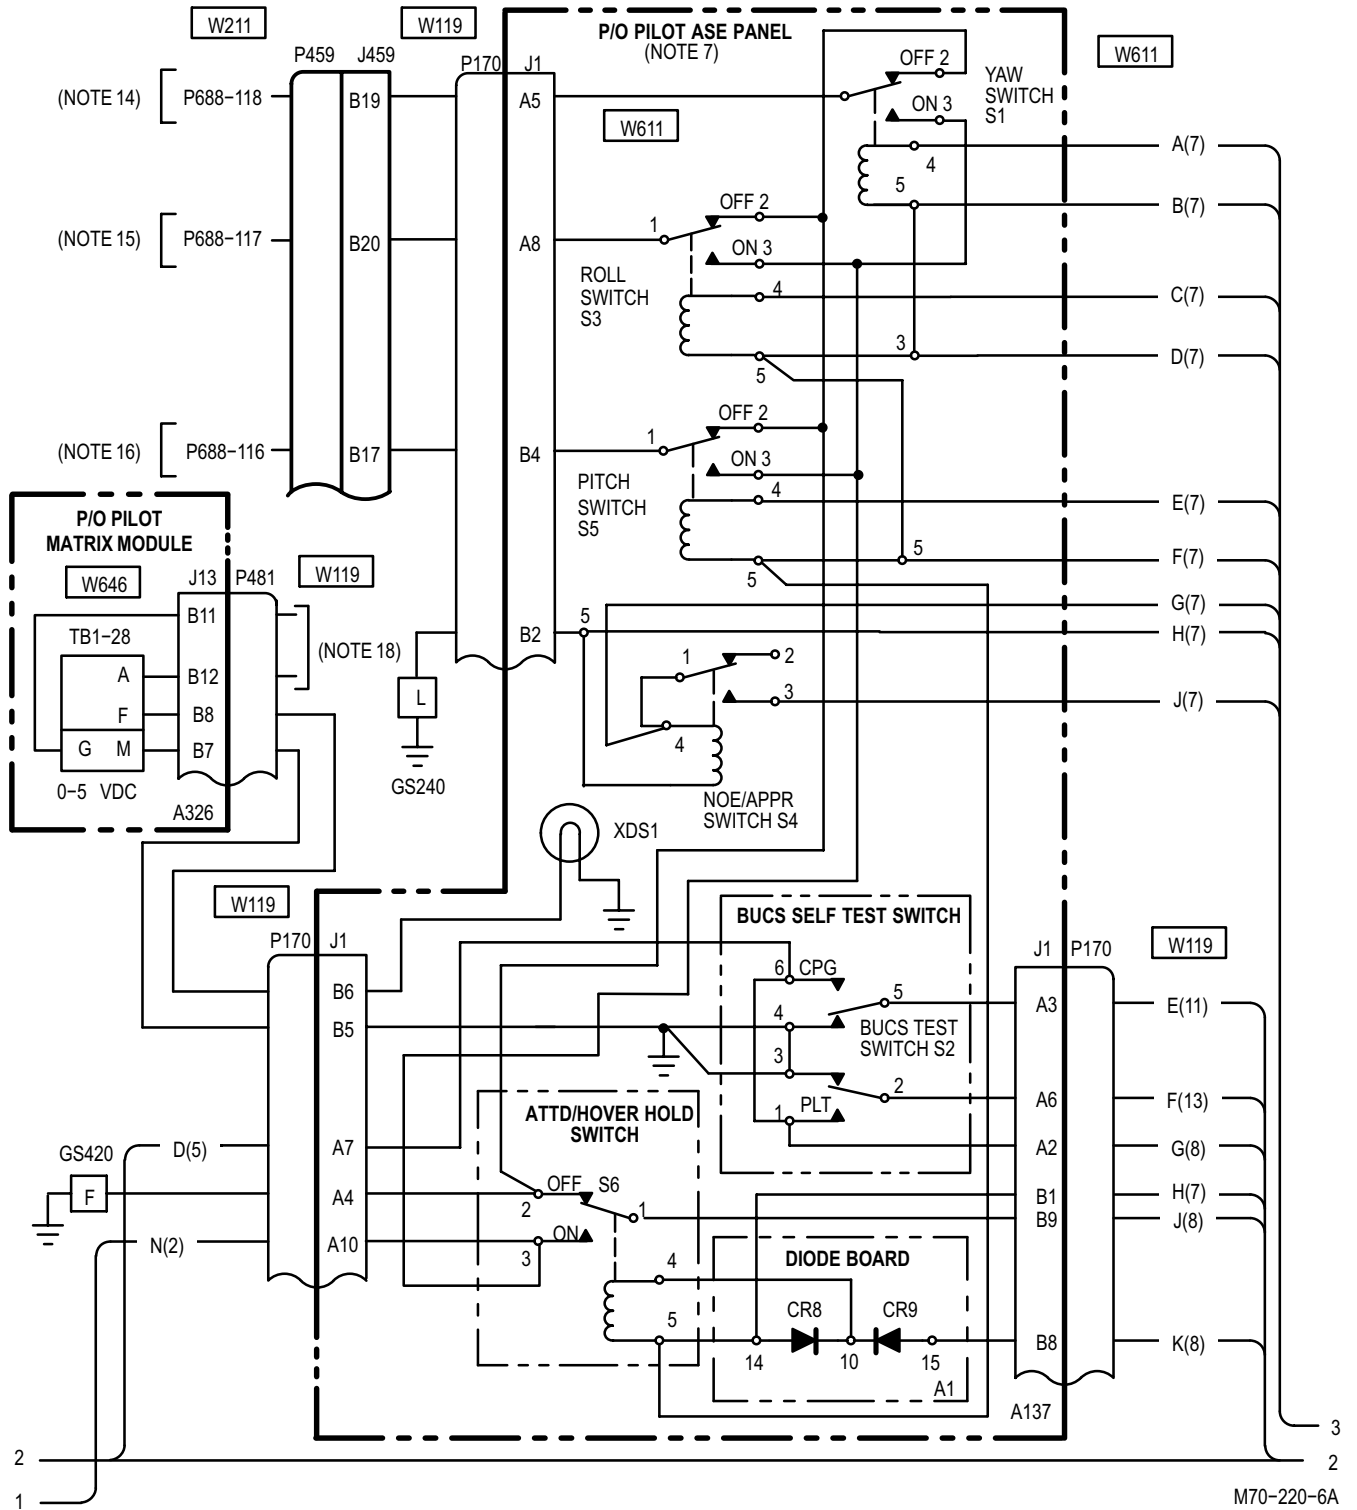 W211
W119
P/O PILOT ASE PANEL
(NOTE 7)
W611
P459 J459
P170 J1
OFF 2
YAW
SWITCH
S1
(NOTE 14)
P688-118
B19
A5
ON 3
W611
4
A(7)
5
B(7)
(NOTE 15)
P688-117
B20
A8
1
OFF 2
ON 3
ROLL
SWITCH
S3
4
C(7)
3
D(7)
5
(NOTE 16)
P688-116
B17
B4
1
OFF 2
ON 3
PITCH
SWITCH
S5
4
E(7)
5
F(7)
5
P/O PILOT
MATRIX MODULE
W646
J13 P481
W119
B11
TB1-28
(NOTE 18)
A
B12
F
B8
G M
B7
0-5 VDC
A326
G(7)
B2
5
H(7)
L
GS240
1
2
3
J(7)
4
NOE/APPR
SWITCH S4
XDS1
W119
BUCS SELF TEST SWITCH
P170 J1
J1 P170
W119
B6
6 CPG
5
A3
E(11)
B5
4
BUCS TEST
SWITCH S2
3
2
A6
F(13)
1 PLT
ATTD/HOVER HOLD
SWITCH
GS420
D(5)
A7
A2
G(8)
F
A4
OFF S6
2
1
B1
H(7)
B9
J(8)
N(2)
A10
ON
3
4
DIODE BOARD
5
CR8
CR9
14
10
15
B8
K(8)
A1
A137
3
2
2
1
M70-220-6A